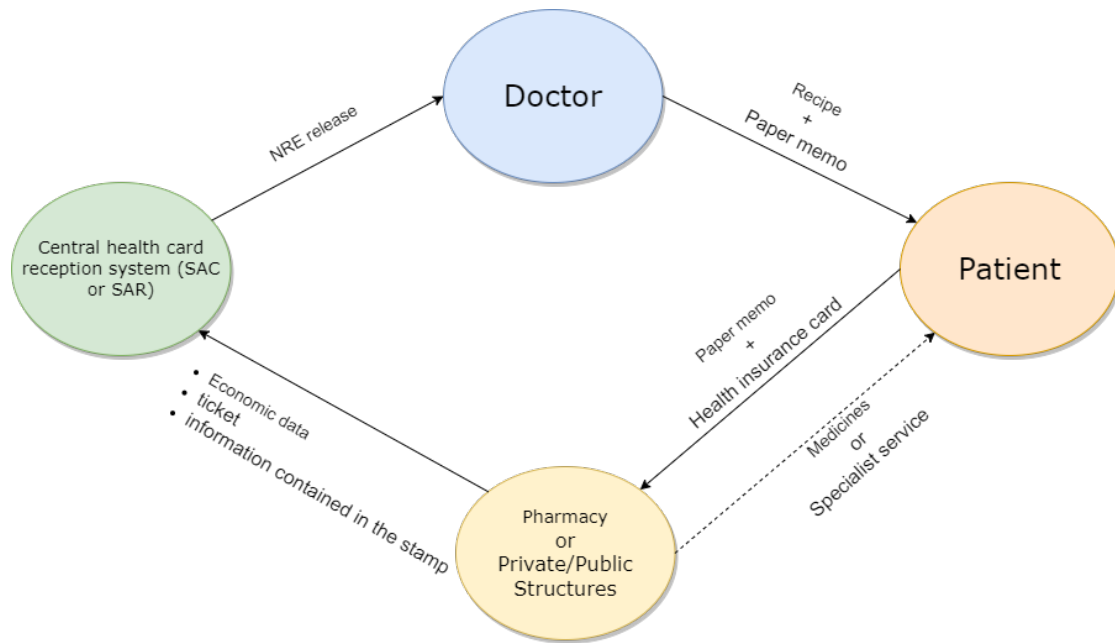 Doctor
Recipe
+
Paper memo
NRE release
Central health card
reception system (SAC
or SAR)
Patient
Paper memo
+
Health insurance card
Medicines
or
Specialist service
• Economic data
• ticket
• information contained in the stamp
Pharmacy
or
Private/Public
Structures